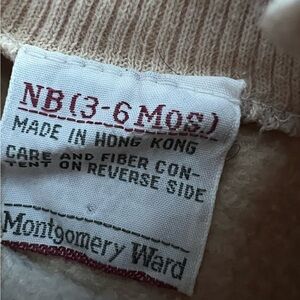 NB (3-6 MOS.)
MADE IN HONG KONG
CARE AND FIBER CON-
TENT ON REVERSE SIDE
Montgomery Ward